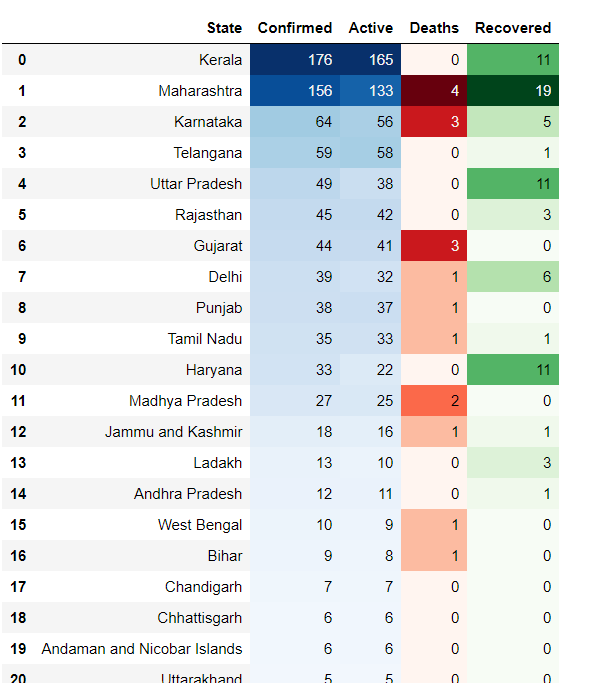 State Confirmed Active Deaths Recovered
0 Kerala 176 165 0 11
1 Maharashtra 156 133 4 19
2 Karnataka 64 56 3 5
3 Telangana 59 58 0 1
4 Uttar Pradesh 49 38 0 11
5 Rajasthan 45 42 0 3
6 Gujarat 44 41 3 0
7 Delhi 39 32 1 6
8 Punjab 38 37 1 0
9 Tamil Nadu 35 33 1 1
10 Haryana 33 22 0 11
11 Madhya Pradesh 27 25 2 0
12 Jammu and Kashmir 18 16 1 1
13 Ladakh 13 10 0 3
14 Andhra Pradesh 12 11 0 1
15 West Bengal 10 9 1 0
16 Bihar 9 8 1 0
17 Chandigarh 7 7 0 0
18 Chhattisgarh 6 6 0 0
19 Andaman and Nicobar Islands 6 6 0 0
20 Uttarakhand 5 5 0 0